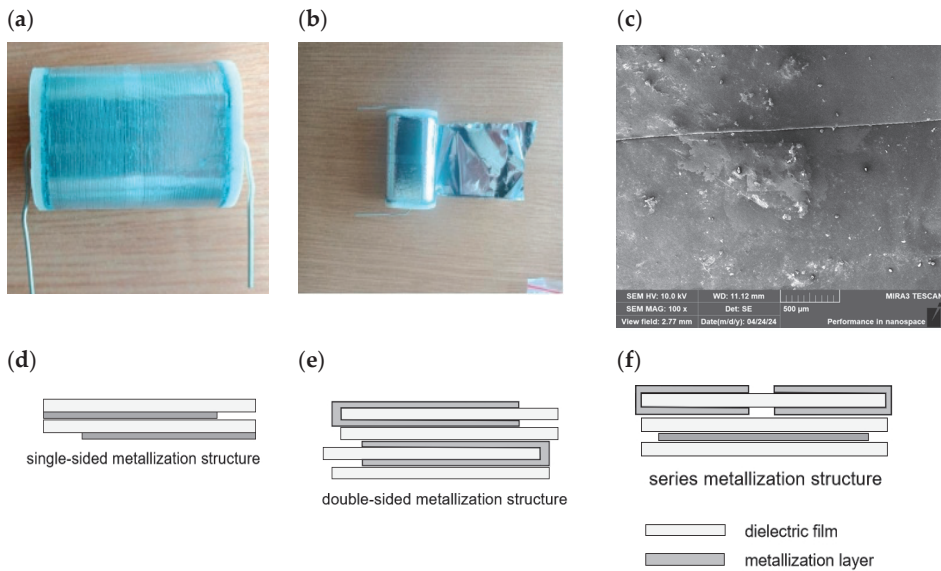 (a)
(b)
(c)
SEM HV: 10.0 kV WD: 11.12 mm MIRA3 TESCAN
SEM MAG: 100 x Det: SE 500 µm
View field: 2.77 mm Date(m/d/y): 04/24/24 Performance in nanospace
(d)
(e)
(f)
single-sided metallization structure
double-sided metallization structure
series metallization structure
dielectric film
metallization layer